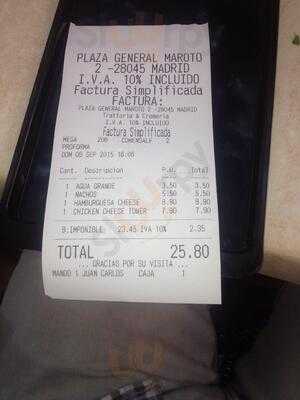 PLAZA GENERAL MAROTO
2 -28045 MADRID
I.V.A. 10% INCLUIDO
Factura Simplificada
FACTURA:
PLAZA GENERAL MAROTO 2 -28045 MADRID
Trattoria & Cremeria
I.V.A. 10% INCLUIDO
Factura Simplificada
MESA 206 COMENSALE 2
PROFORMA
DOM 06 SEP 2015 16:06
Cant. Descripcion P.U. Total
1 AGUA GRANDE 3.50 3.50
1 NACHOS 5.50 5.50
1 HAMBURGUESA CHEESE 8.90 8.90
1 CHICKEN CHEESE TOWER 7.90 7.90
B.IMPONIBLE 23.45 IVA 10% 2.35
TOTAL 25.80
... GRACIAS POR SU VISITA ...
MANDO 1 JUAN CARLOS CAJA 1